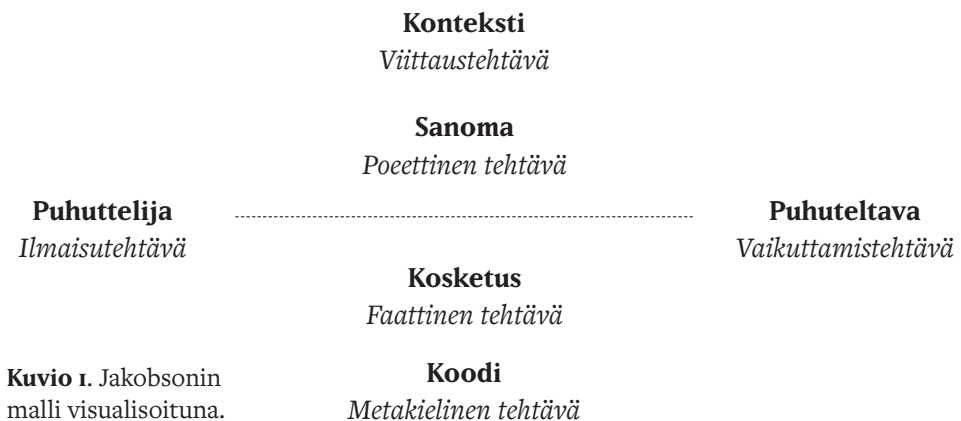 Konteksti
Viittaustehtävä
Sanoma
Poeettinen tehtävä
Puhuttelija
Ilmaisutehtävä
Puhuteltava
Vaikuttamistehtävä
Kosketus
Faattinen tehtävä
Koodi
Metakielinen tehtävä
Kuvio 1. Jakobsonin
malli visualisoituna.